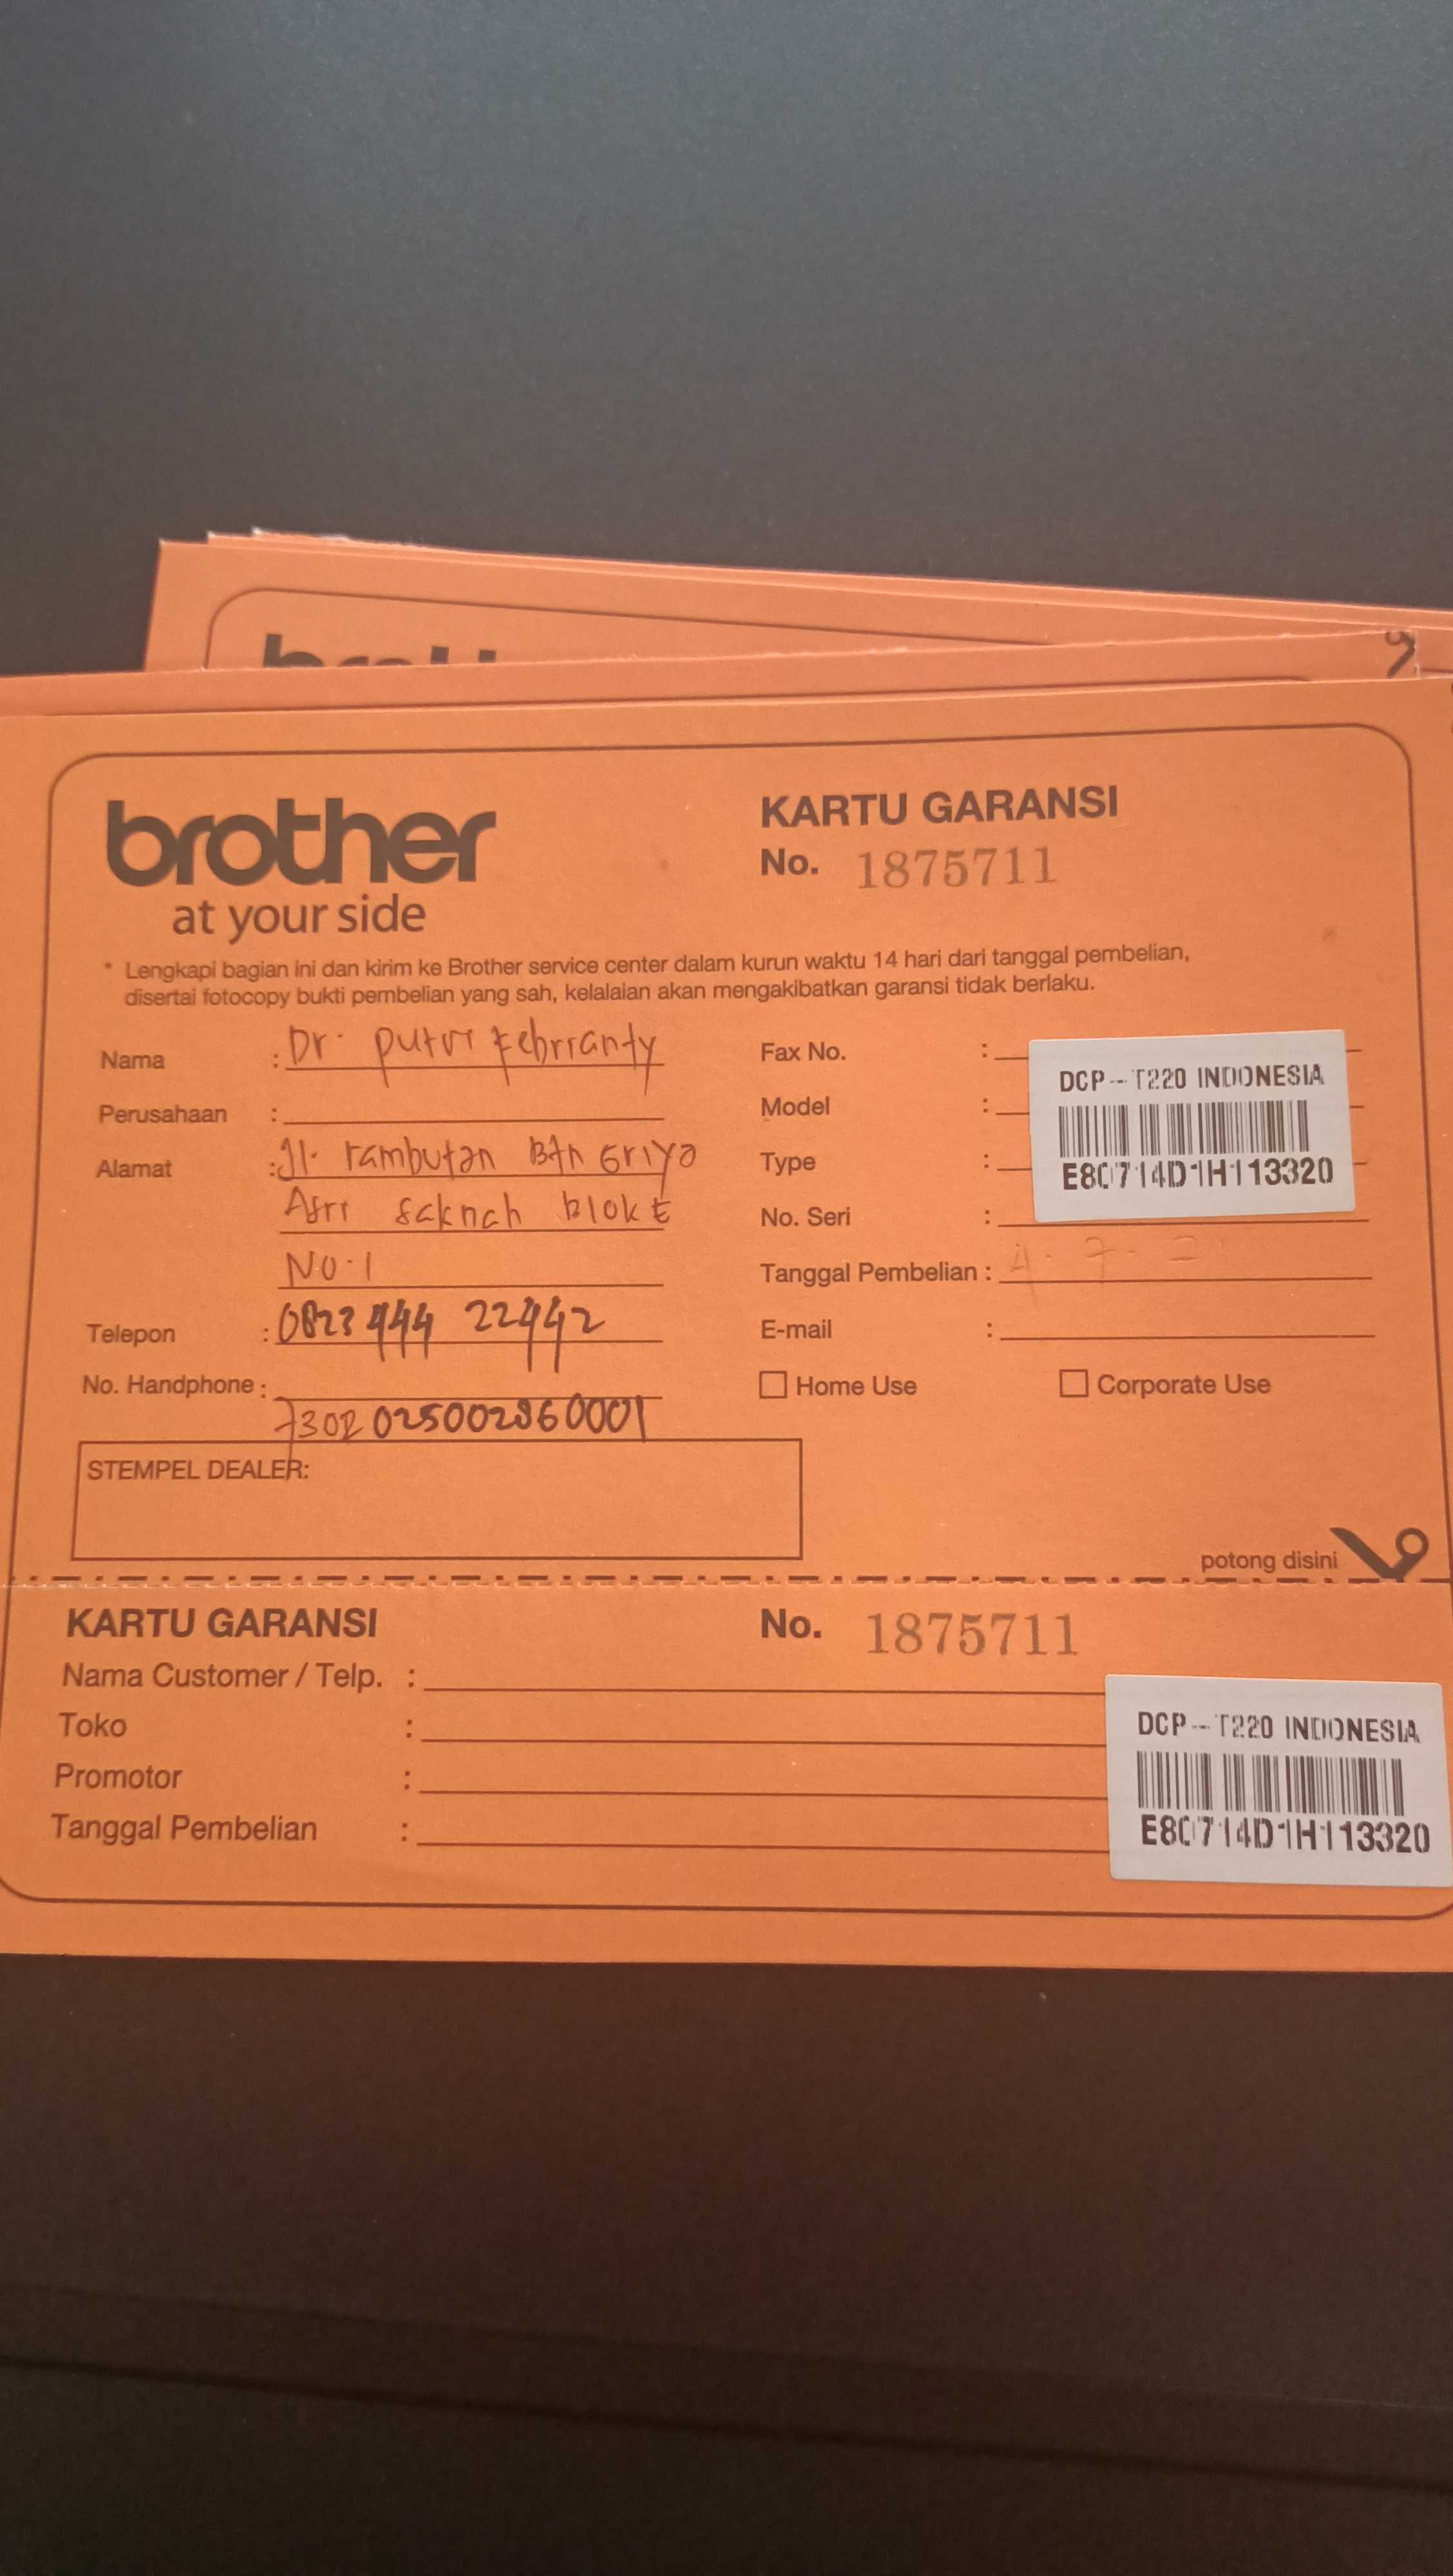 brother
at your side
KARTU GARANSI
No. 1875711
* Lengkapi bagian ini dan kirim ke Brother service center dalam kurun waktu 14 hari dari tanggal pembelian,
disertai fotocopy bukti pembelian yang sah, kelalaian akan mengakibatkan garansi tidak berlaku.
Nama : Dr. Putri Febrianty
Perusahaan :
Alamat : Jl. rambutan Btn Griya
Asri Blok E
No. 1
Telepon : 0823 444 22442
No. Handphone :
7302025002860001
Fax No. :
Model :
Type :
No. Seri :
DCP-T220 INDONESIA
E80714D1H113320
Tanggal Pembelian :
E-mail :
Home Use
Corporate Use
STEMPEL DEALER:
potong disini
KARTU GARANSI
No. 1875711
Nama Customer / Telp. :
Toko :
Promotor :
Tanggal Pembelian :
DCP-T220 INDONESIA
E80714D1H113320